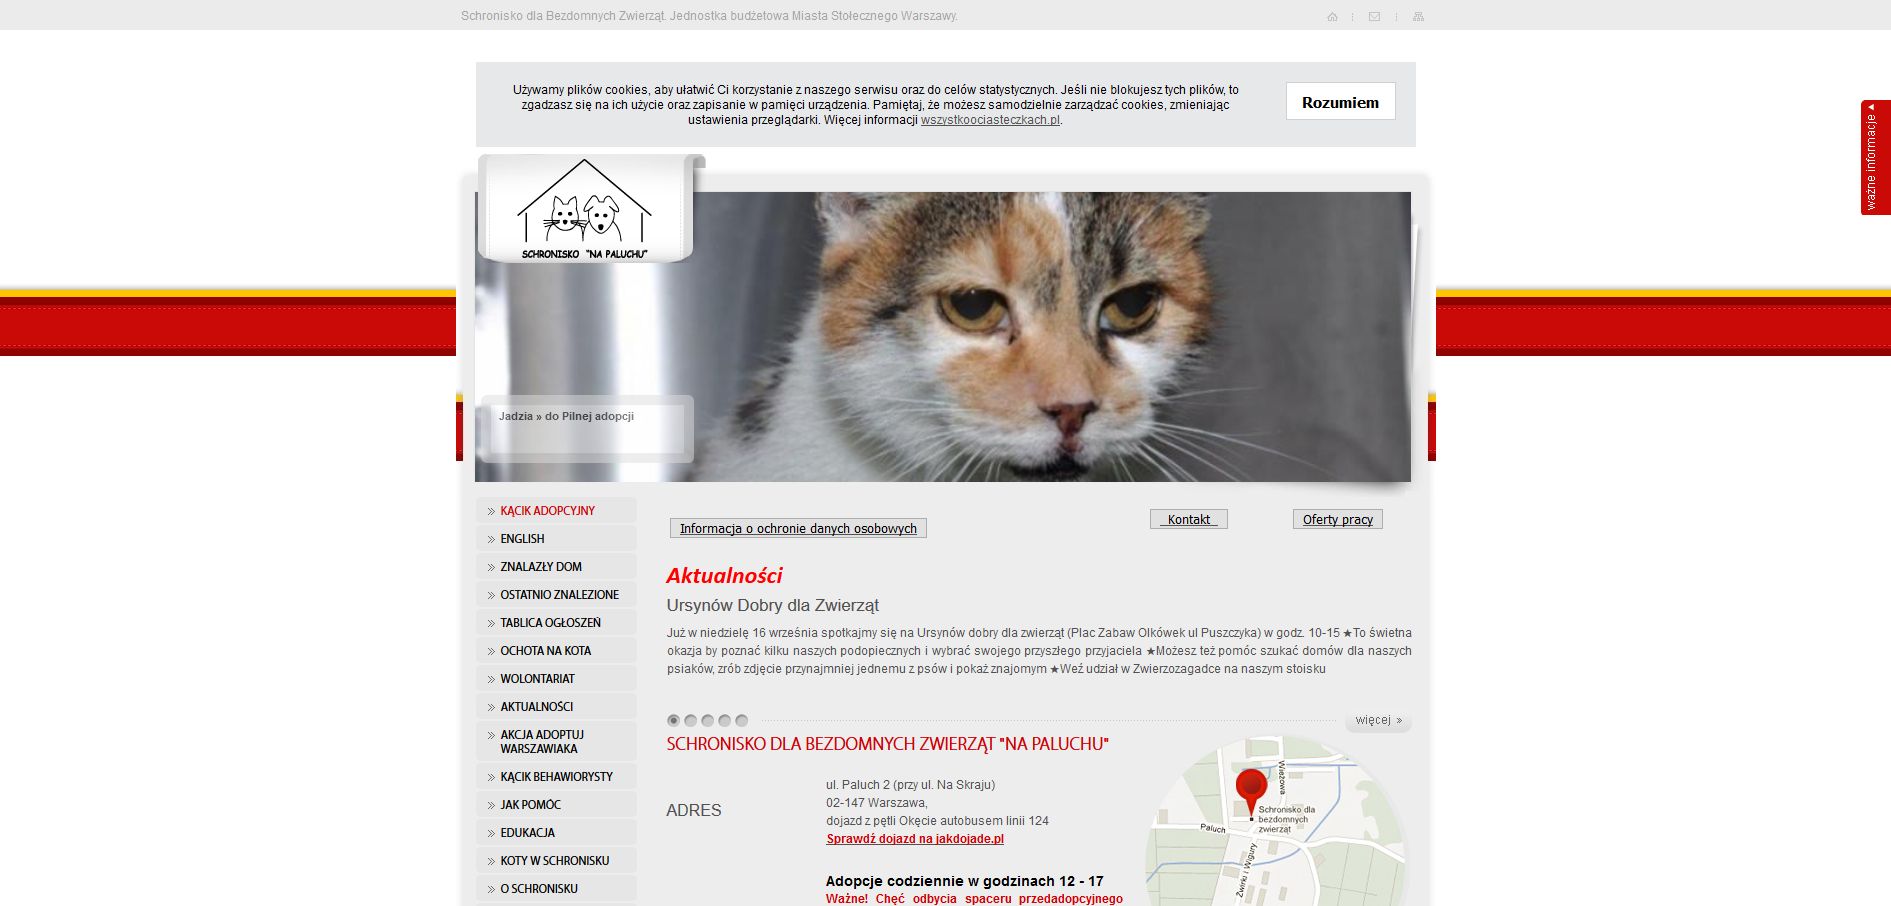 Schronisko dla Bezdomnych Zwierząt. Jednostka budżetowa Miasta Stołecznego Warszawy.
Używamy plików cookies, aby ułatwić Ci korzystanie z naszego serwisu oraz do celów statystycznych. Jeśli nie blokujesz tych plików, to
zgadzasz się na ich użycie oraz zapisanie w pamięci urządzenia. Pamiętaj, że możesz samodzielnie zarządzać cookies, zmieniając
ustawienia przeglądarki. Więcej informacji wszystkoociasteczkach.pl.
Rozumiem
ważne informacje
SCHRONISKO "NA PALUCHU"
Jadzia » do Pilnej adopcji
KĄCIK ADOPCYJNY
ENGLISH
ZNALAZŁY DOM
OSTATNIO ZNALEZIONE
TABLICA OGŁOSZEŃ
OCHOTA NA KOTA
WOLONTARIAT
AKTUALNOŚCI
AKCJA ADOPTUJ
WARSZAWIAKA
KĄCIK BEHAWIORYSTY
JAK POMÓC
EDUKACJA
KOTY W SCHRONISKU
O SCHRONISKU
Informacja o ochronie danych osobowych
Kontakt
Oferty pracy
Aktualności
Ursynów Dobry dla Zwierząt
Już w niedzielę 16 września spotkajmy się na Ursynów dobry dla zwierząt (Plac Zabaw Olkówek ul Puszczyka) w godz. 10-15 ★To świetna
okazja by poznać kilku naszych podopiecznych i wybrać swojego przyszłego przyjaciela ★Możesz też pomóc szukać domów dla naszych
psiaków, zrób zdjęcie przynajmniej jednemu z psów i pokaż znajomym ★Weź udział w Zwierzozagadce na naszym stoisku
więcej »
SCHRONISKO DLA BEZDOMNYCH ZWIERZĄT "NA PALUCHU"
ADRES
ul. Paluch 2 (przy ul. Na Skraju)
02-147 Warszawa,
dojazd z pętli Okęcie autobusem linii 124
Sprawdź dojazd na jakdojade.pl
Adopcje codziennie w godzinach 12 - 17
Ważne! Chęć odbycia spaceru przedadopcyjnego
Wieżowa
Schronisko dla
bezdomnych
zwierząt
Paluch
Żwirki i Wigury